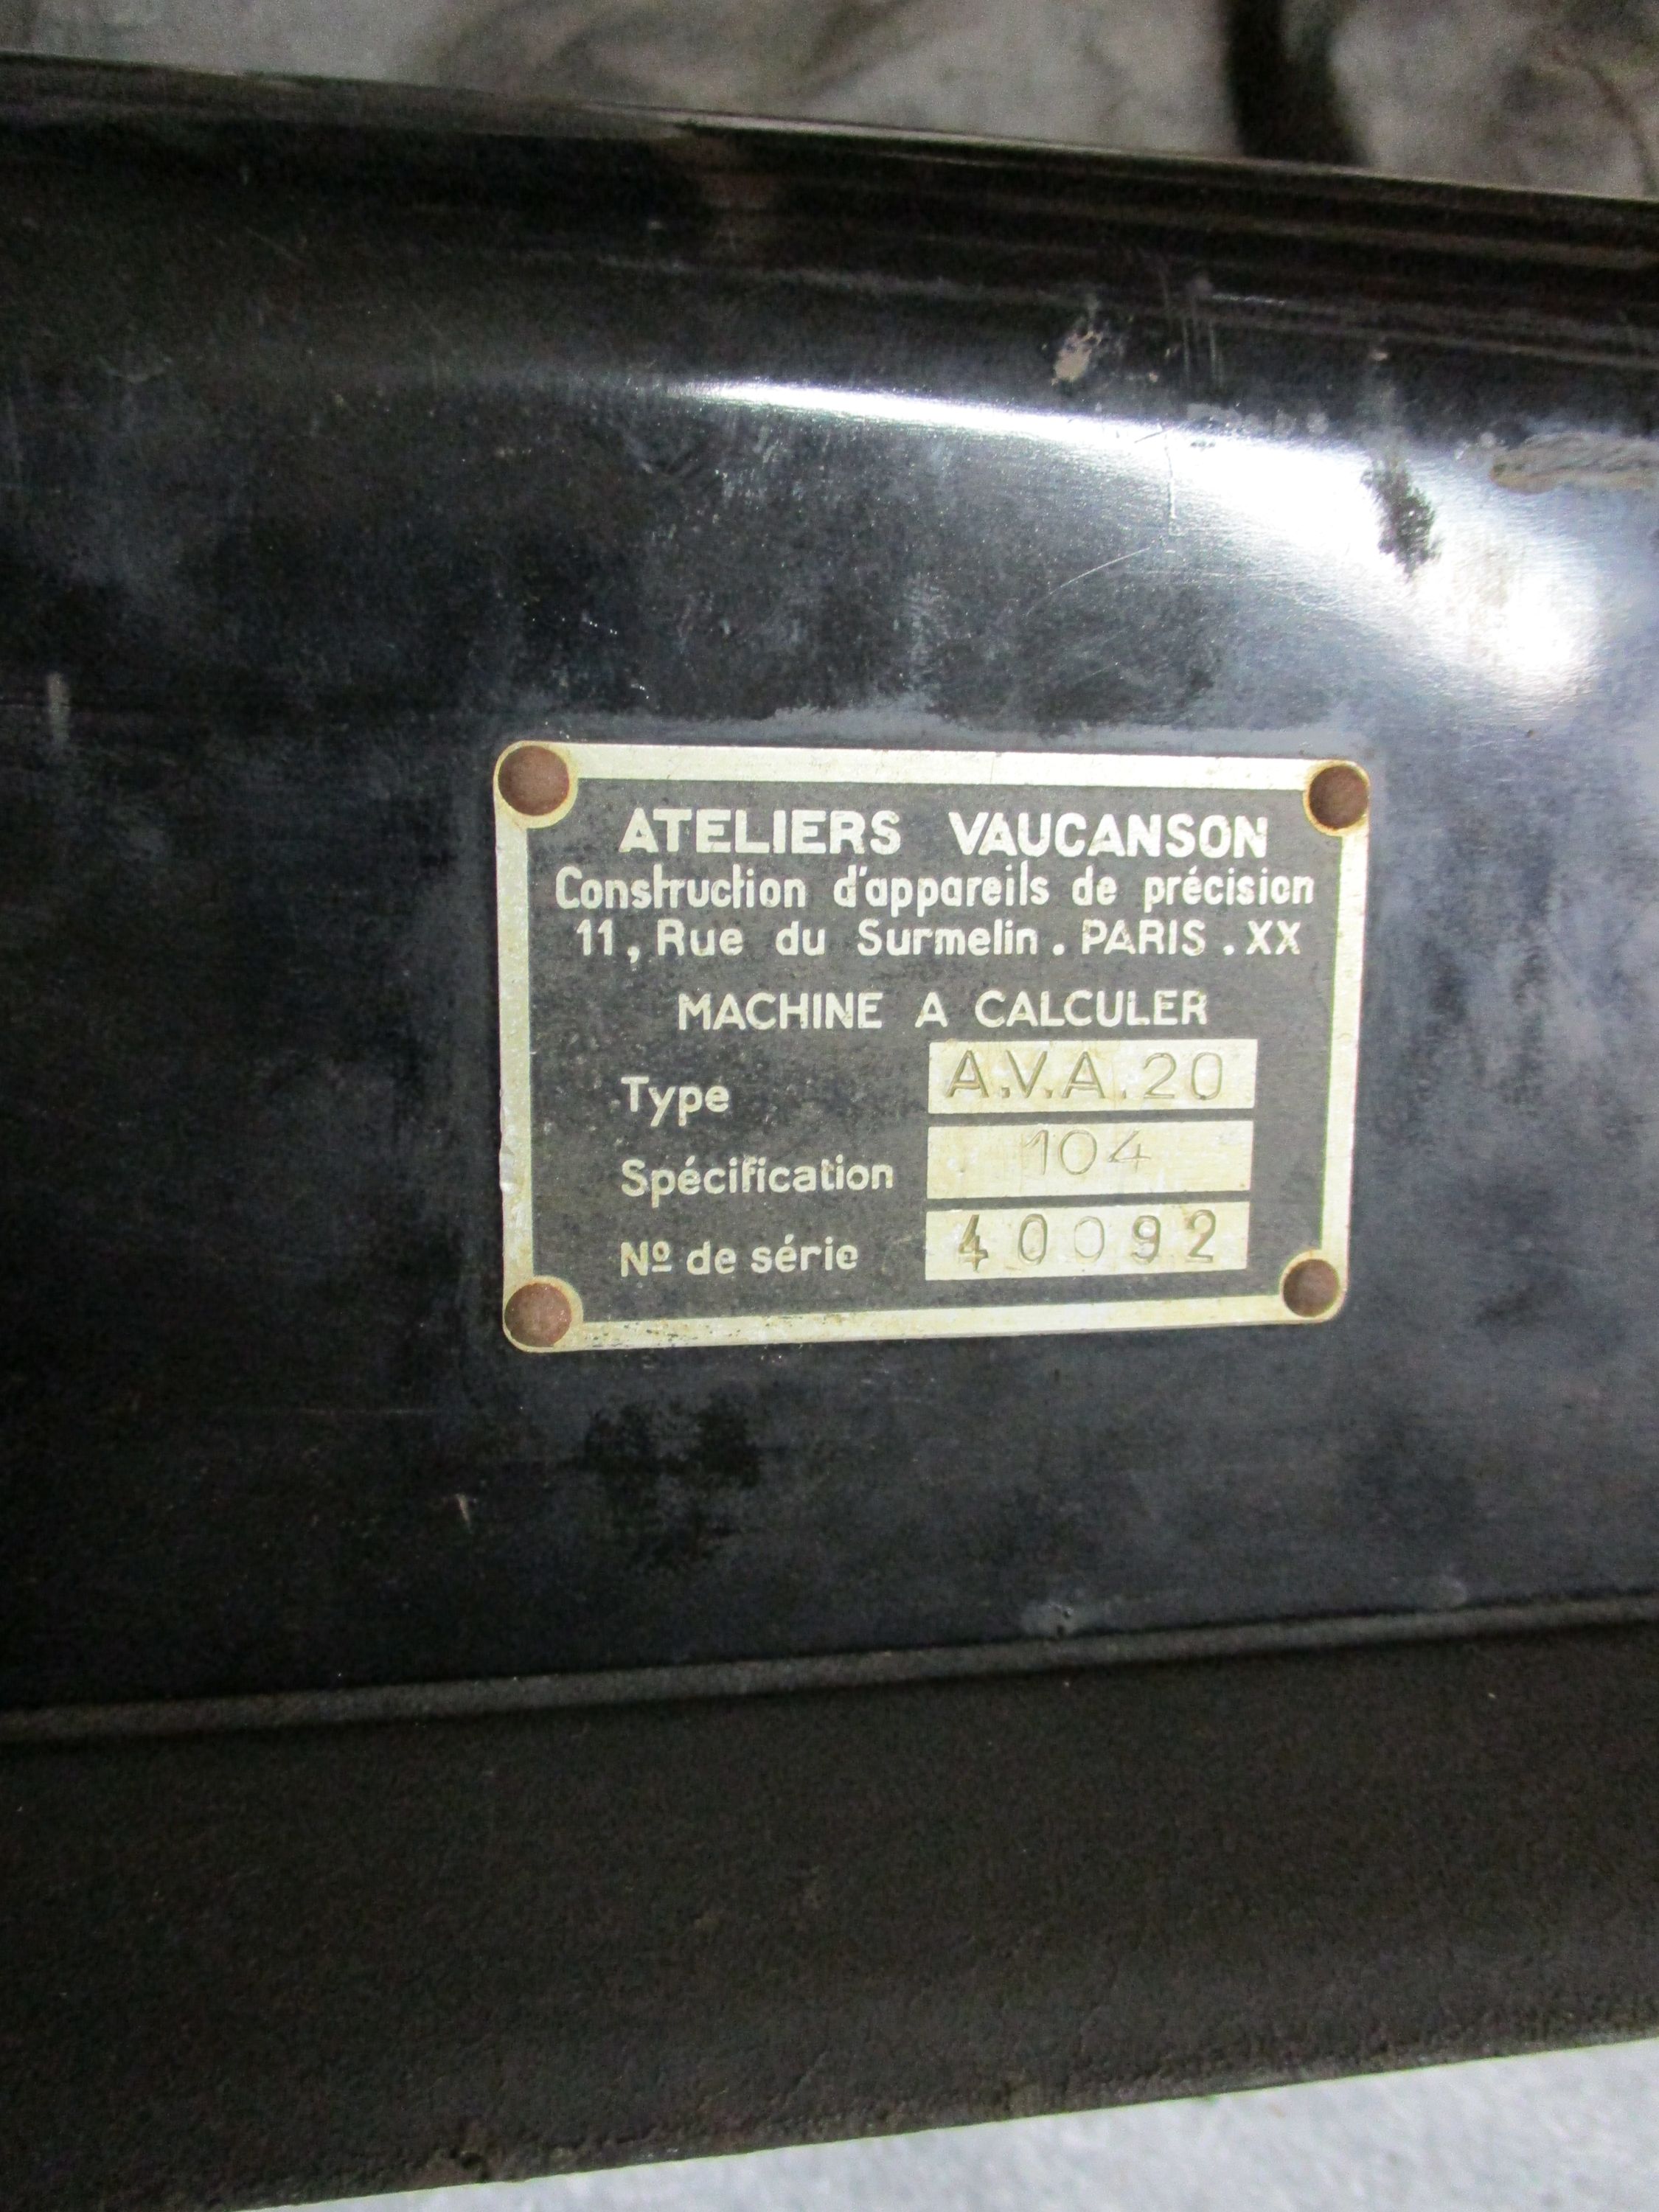 ATELIERS VAUCANSON
Construction d'appareils de précision
11, Rue du Surmelin . PARIS . XX
MACHINE A CALCULER
Type A.V.A.20
Spécification 104
Nº de série 40092